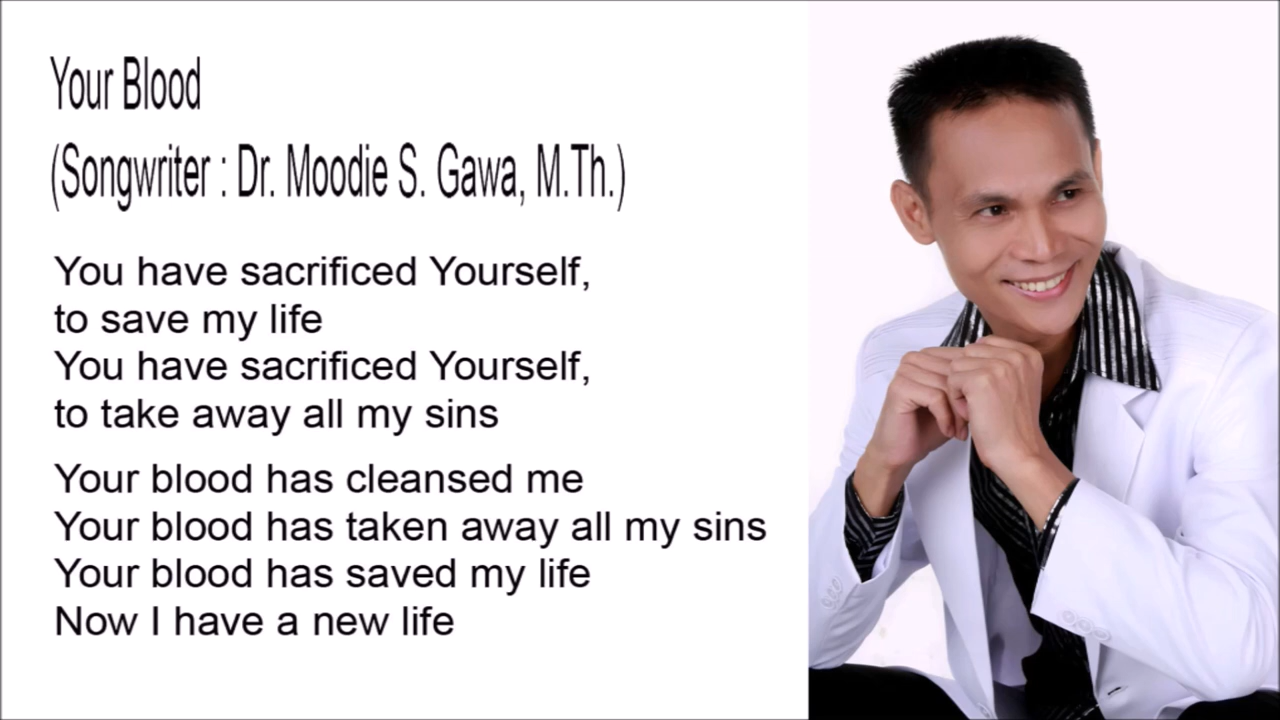 Your Blood
(Songwriter : Dr. Moodie S. Gawa, M.Th.)
You have sacrificed Yourself,
to save my life
You have sacrificed Yourself,
to take away all my sins
Your blood has cleansed me
Your blood has taken away all my sins
Your blood has saved my life
Now I have a new life